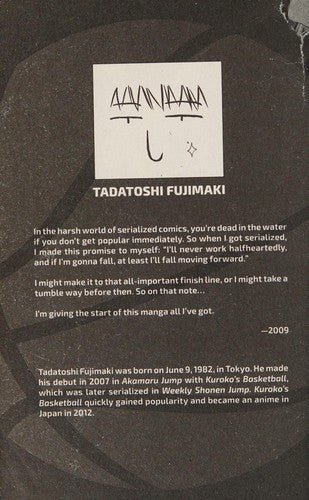 TADATOSHI FUJIMAKI
In the harsh world of serialized comics, you're dead in the water
if you don't get popular immediately. So when I got serialized,
I made this promise to myself: "I'll never work halfheartedly,
and if I'm gonna fall, at least I'll fall moving forward."
I might make it to that all-important finish line, or I might take a
tumble way before then. So on that note...
I'm giving the start of this manga all I've got.
—2009
Tadatoshi Fujimaki was born on June 9, 1982, in Tokyo. He made
his debut in 2007 in Akamaru Jump with Kuroko's Basketball,
which was later serialized in Weekly Shonen Jump. Kuroko's
Basketball quickly gained popularity and became an anime in
Japan in 2012.